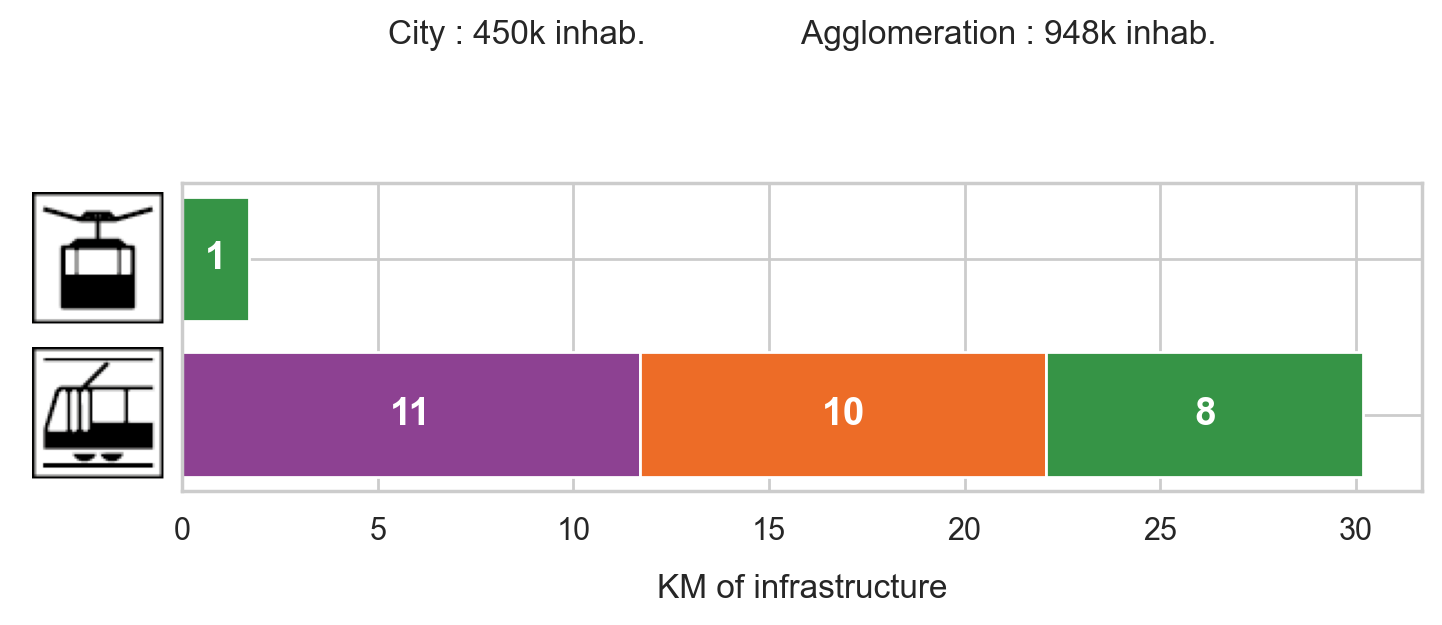 City : 450k inhab. Agglomeration : 948k inhab.
1
11 10 8
0 5 10 15 20 25 30
KM of infrastructure